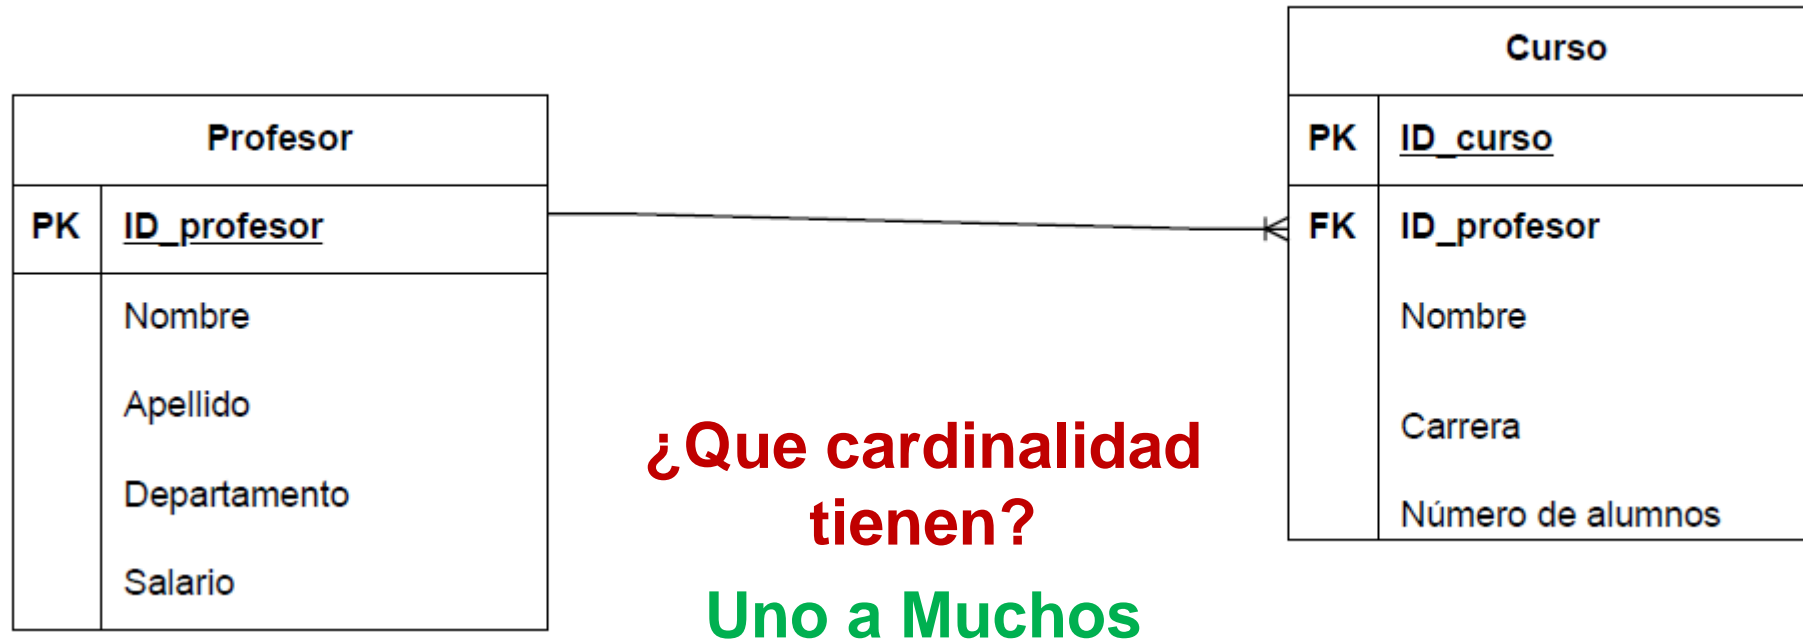 Profesor
PK ID_profesor
Nombre
Apellido
Departamento
Salario
Curso
PK ID_curso
FK ID_profesor
Nombre
Carrera
Número de alumnos
¿Que cardinalidad
tienen?
Uno a Muchos